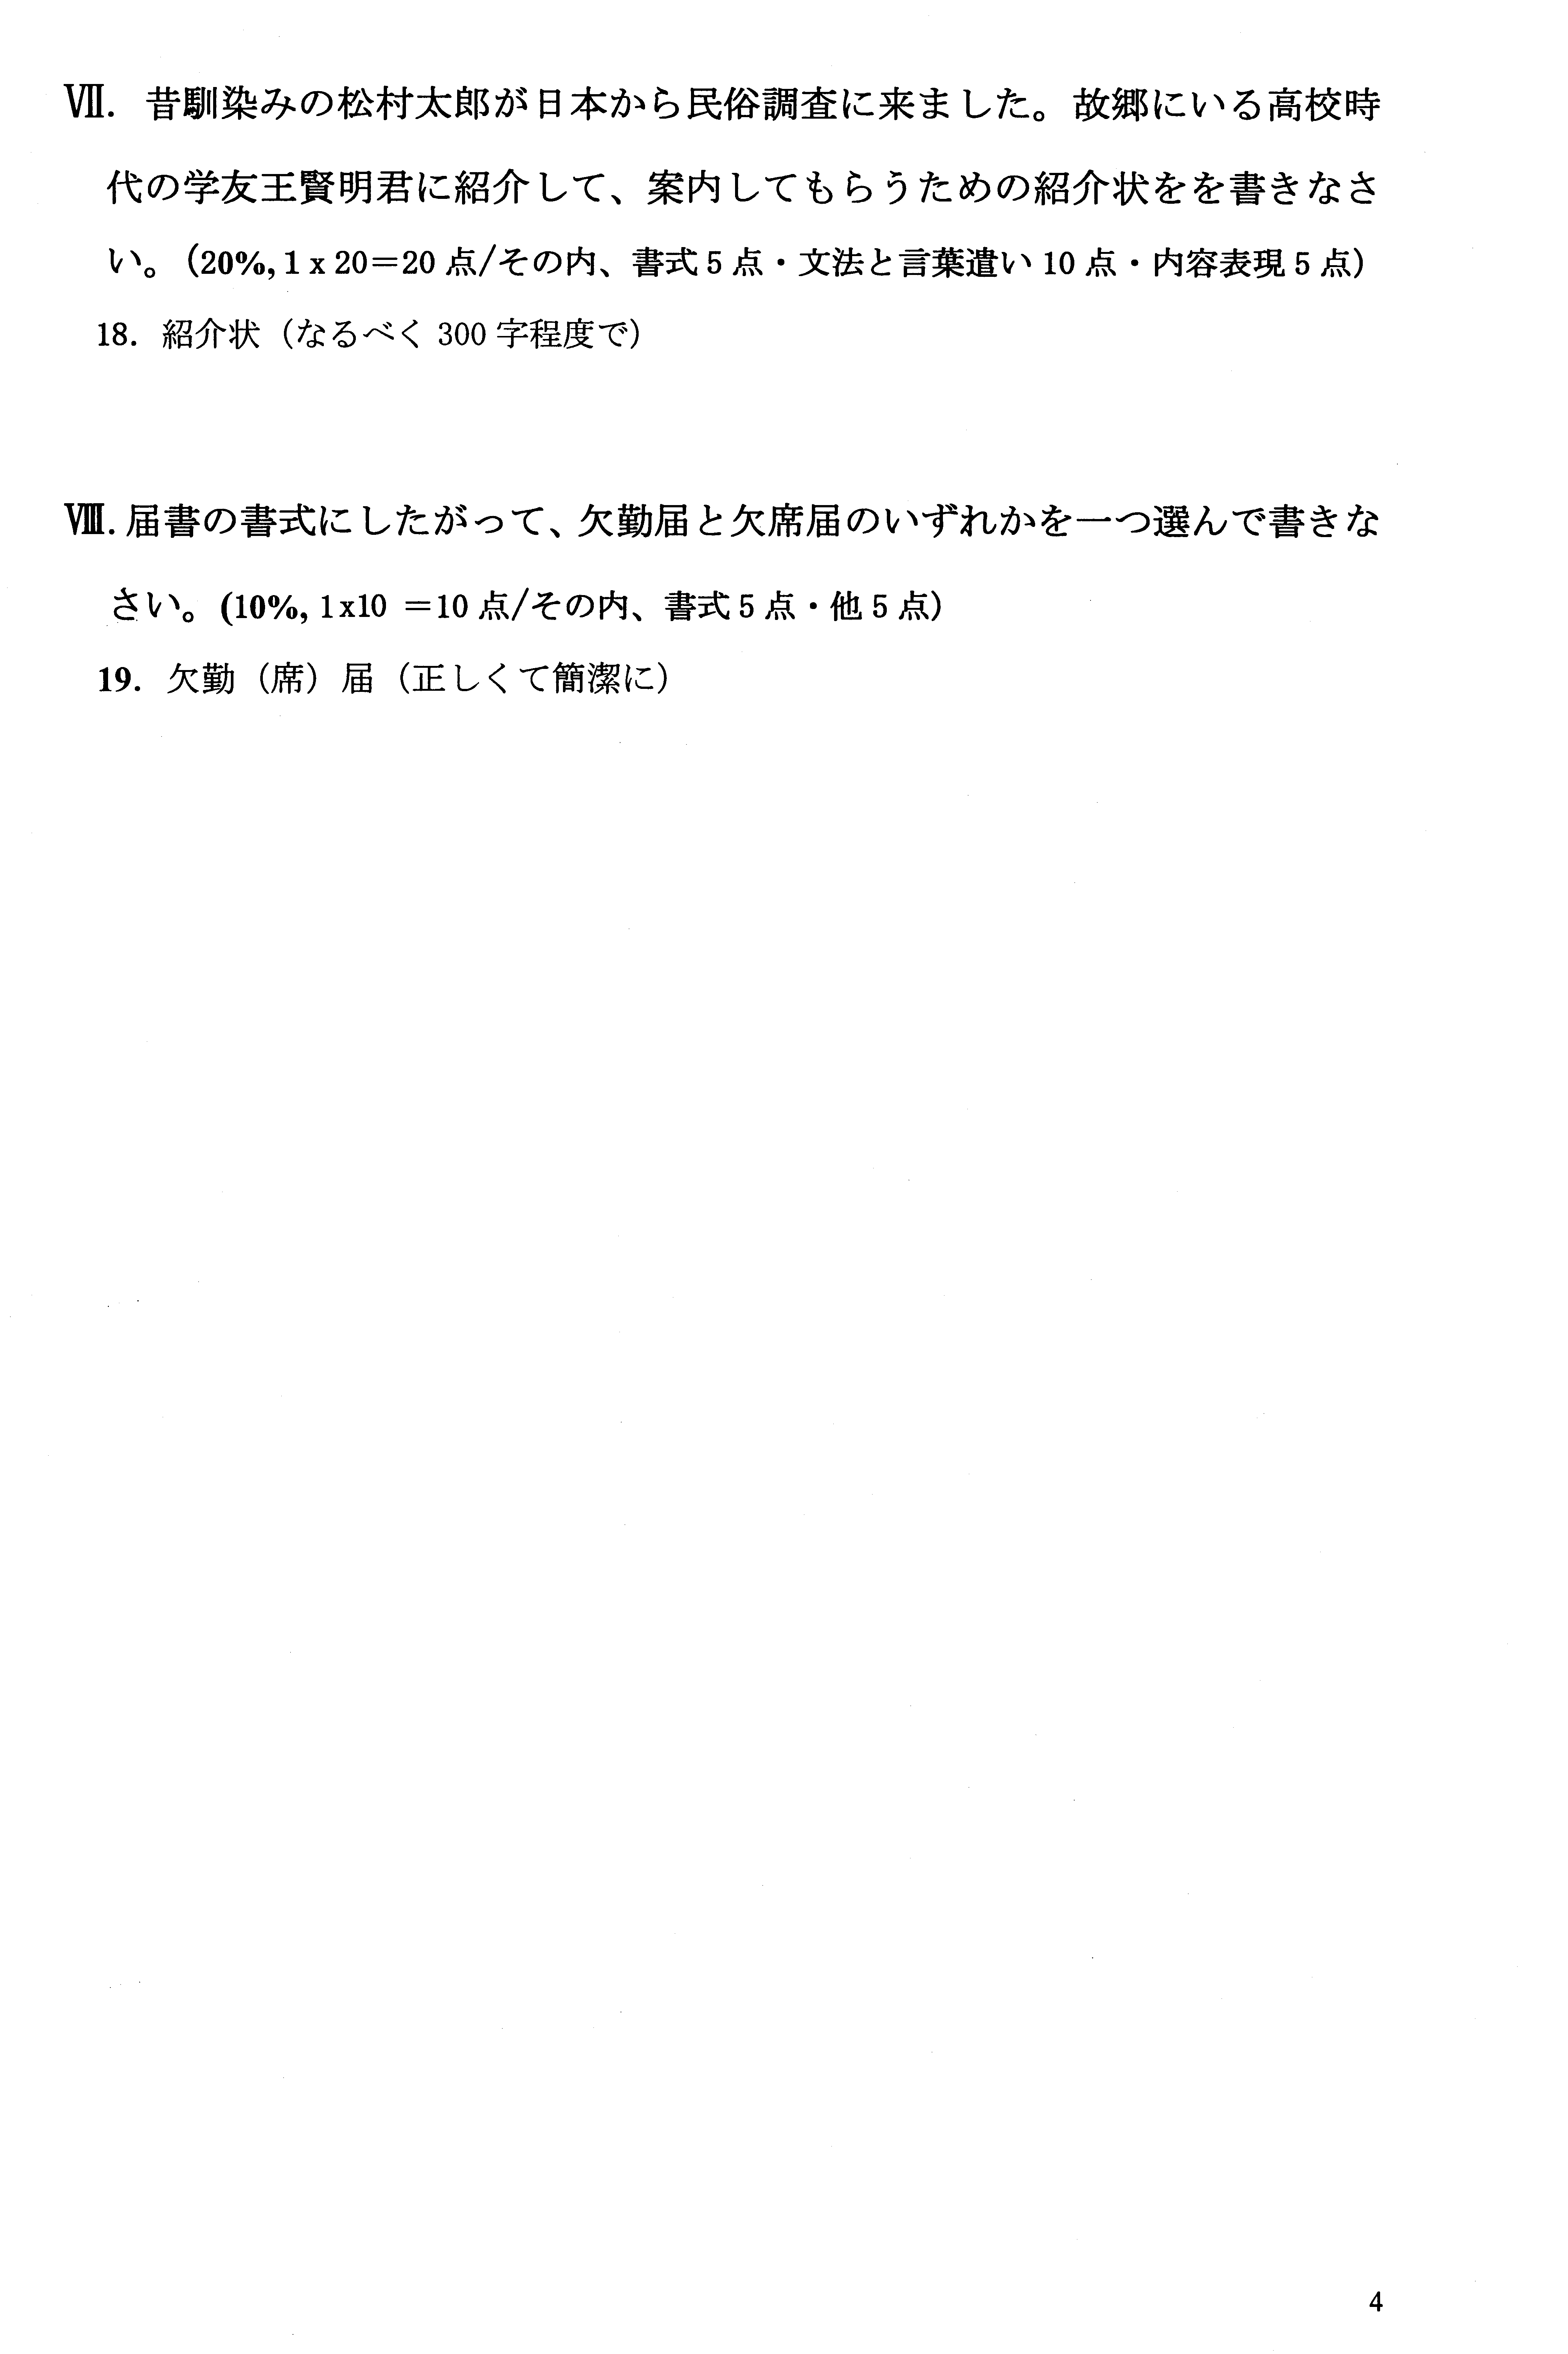 Ⅶ. 昔馴染みの松村太郎が日本から民俗調査に来ました。故郷にいる高校時
代の学友王賢明君に紹介して、案内してもらうための紹介状をを書きなさ
い。(20%, 1 x 20＝20 点/その内、書式 5 点・文法と言葉遣い 10 点・内容表現 5 点)
18. 紹介状（なるべく 300 字程度で）
Ⅷ. 届書の書式にしたがって、欠勤届と欠席届のいずれかを一つ選んで書きな
さい。(10%, 1x10 ＝10 点/その内、書式 5 点・他 5 点)
19. 欠勤（席）届（正しくて簡潔に）
4